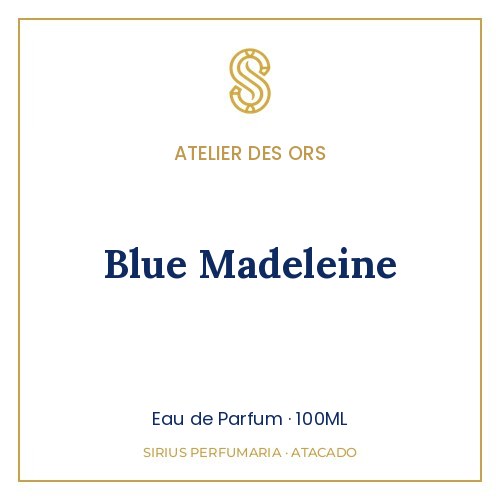 ATELIER DES ORS
Blue Madeleine
Eau de Parfum · 100ML
SIRIUS PERFUMARIA · ATACADO